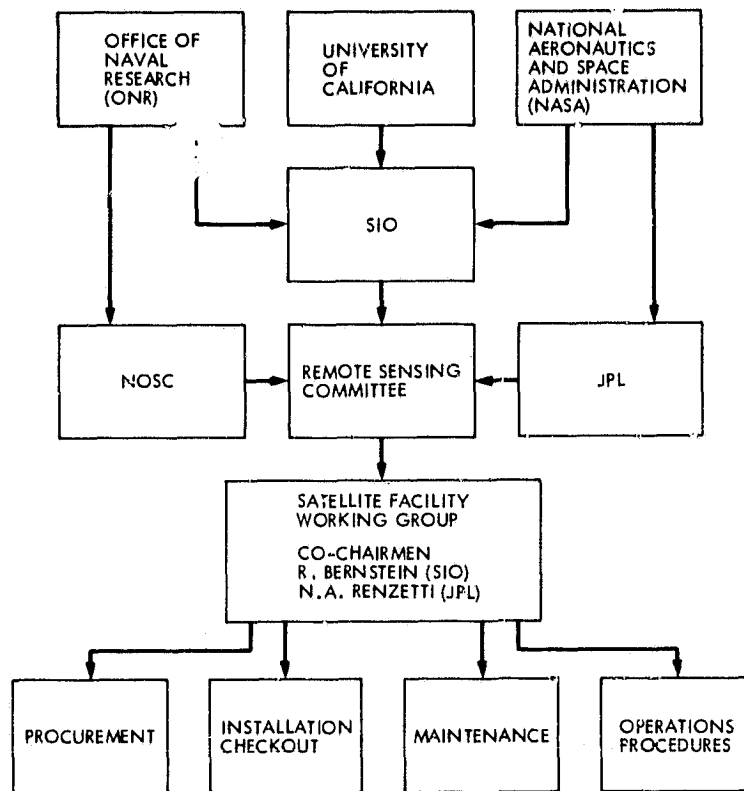 OFFICE OF
NAVAL
RESEARCH
(ONR)
UNIVERSITY
OF
CALIFORNIA
NATIONAL
AERONAUTICS
AND SPACE
ADMINISTRATION
(NASA)
SIO
NOSC
REMOTE SENSING
COMMITTEE
JPL
SATELLITE FACILITY
WORKING GROUP
CO-CHAIRMEN
R. BERNSTEIN (SIO)
N.A. RENZETTI (JPL)
PROCUREMENT
INSTALLATION
CHECKOUT
MAINTENANCE
OPERATIONS
FROCEDURES